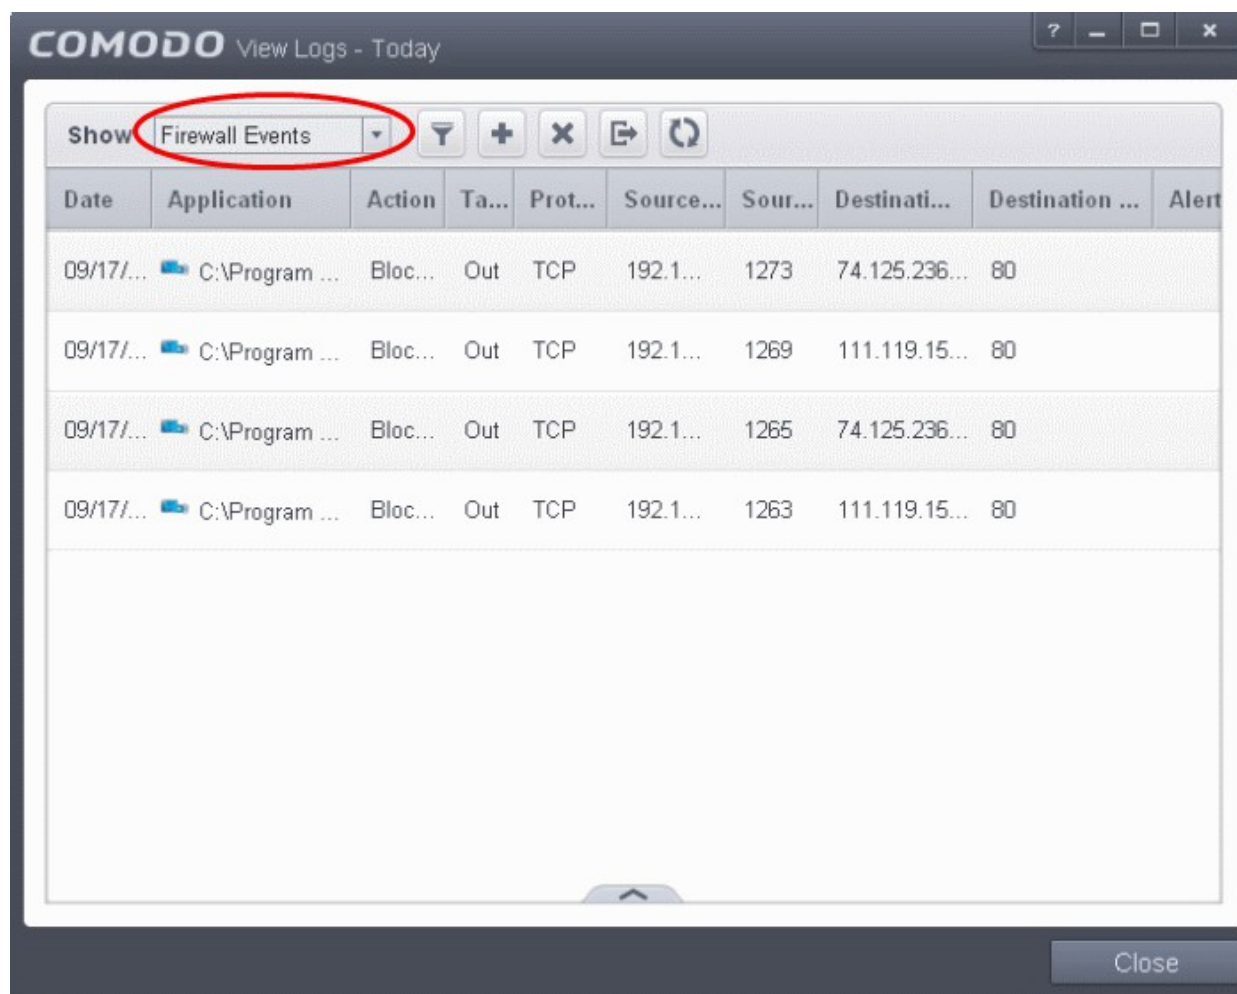 COMODO View Logs - Today ?
Show Firewall Events
Date Application Action Ta... Prot... Source... Sour... Destinati... Destination ... Alert
09/17/... C:\Program ... Bloc... Out TCP 192.1... 1273 74.125.236... 80
09/17/... C:\Program ... Bloc... Out TCP 192.1... 1269 111.119.15... 80
09/17/... C:\Program ... Bloc... Out TCP 192.1... 1265 74.125.236... 80
09/17/... C:\Program ... Bloc... Out TCP 192.1... 1263 111.119.15... 80
Close